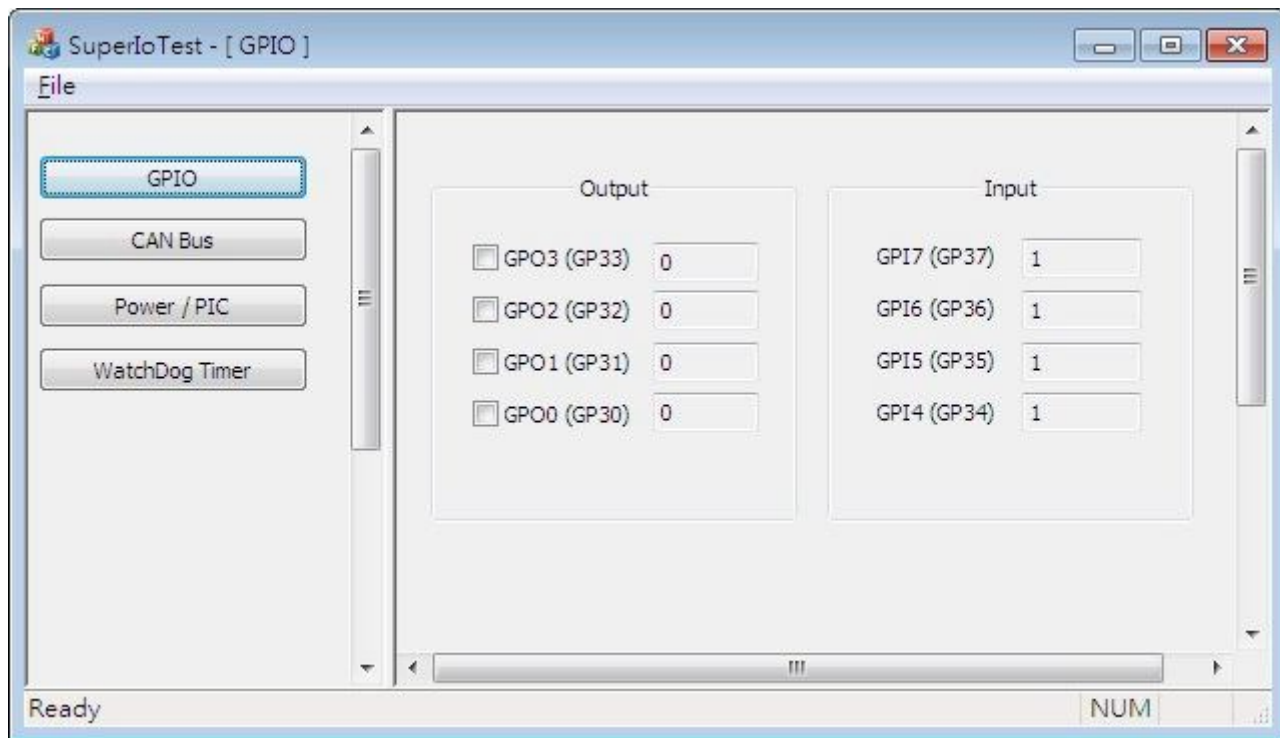 SuperIoTest - [ GPIO ]
File
GPIO
CAN Bus
Power / PIC
WatchDog Timer
Output
GPO3 (GP33) 0
GPO2 (GP32) 0
GPO1 (GP31) 0
GPO0 (GP30) 0
Input
GPI7 (GP37) 1
GPI6 (GP36) 1
GPI5 (GP35) 1
GPI4 (GP34) 1
Ready
NUM